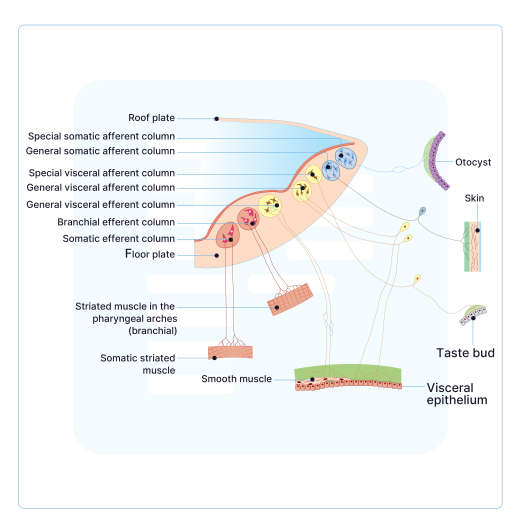 Roof plate
Special somatic afferent column
General somatic afferent column
Special visceral afferent column
General visceral afferent column
General visceral efferent column
Branchial efferent column
Somatic efferent column
Floor plate
Striated muscle in the
pharyngeal arches
(branchial)
Somatic striated
muscle
Smooth muscle
Otocyst
Skin
Taste bud
Visceral
epithelium